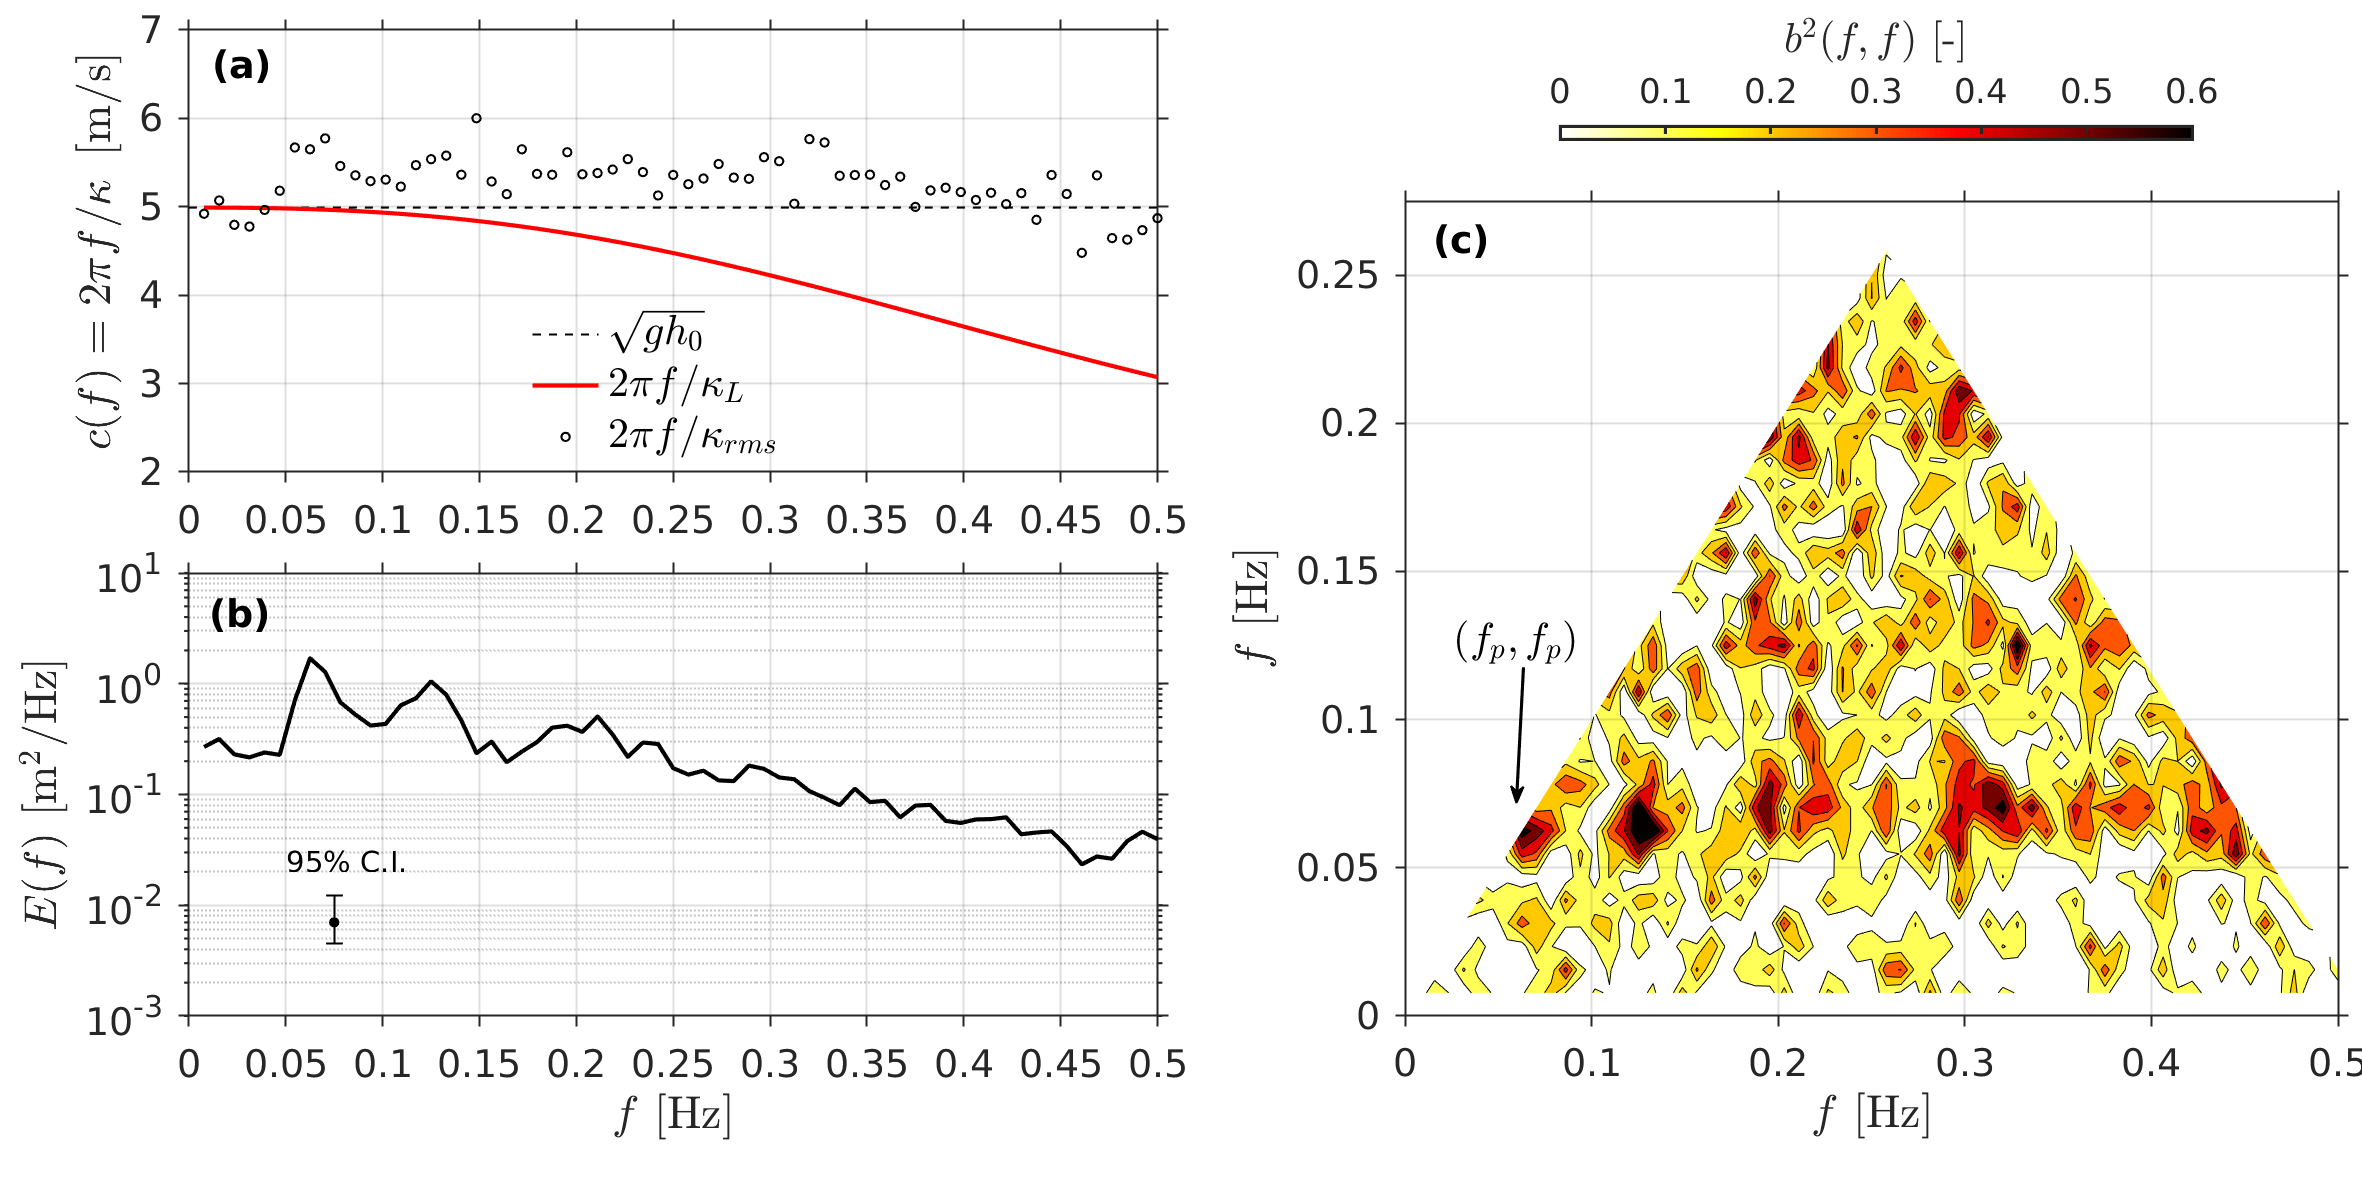 (a)
c(f) = 2πf/κ [m/s]
7
6
5
4
3
2
√gh₀
2πf/κ_L
2πf/κ_rms
0 0.05 0.1 0.15 0.2 0.25 0.3 0.35 0.4 0.45 0.5
(b)
E(f) [m²/Hz]
10¹
10⁰
10⁻¹
10⁻²
10⁻³
95% C.I.
0 0.05 0.1 0.15 0.2 0.25 0.3 0.35 0.4 0.45 0.5
f [Hz]
b²(f, f) [-]
0 0.1 0.2 0.3 0.4 0.5 0.6
(c)
f [Hz]
0.25
0.2
0.15
0.1
0.05
0
(f_p, f_p)
0 0.1 0.2 0.3 0.4 0.5
f [Hz]